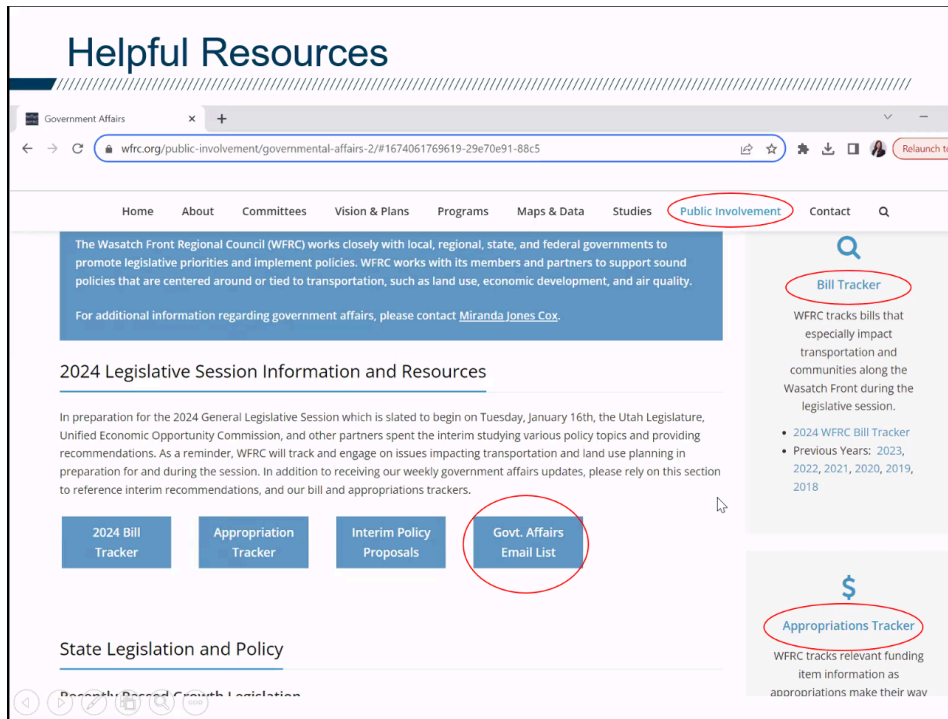 Helpful Resources
Government Affairs
wfrc.org/public-involvement/governmental-affairs-2/#1674061769619-29e70e91-88c5
Relaunch to
Home About Committees Vision & Plans Programs Maps & Data Studies Public Involvement Contact
The Wasatch Front Regional Council (WFRC) works closely with local, regional, state, and federal governments to
promote legislative priorities and implement policies. WFRC works with its members and partners to support sound
policies that are centered around or tied to transportation, such as land use, economic development, and air quality.
For additional information regarding government affairs, please contact Miranda Jones Cox.
2024 Legislative Session Information and Resources
In preparation for the 2024 General Legislative Session which is slated to begin on Tuesday, January 16th, the Utah Legislature,
Unified Economic Opportunity Commission, and other partners spent the interim studying various policy topics and providing
recommendations. As a reminder, WFRC will track and engage on issues impacting transportation and land use planning in
preparation for and during the session. In addition to receiving our weekly government affairs updates, please rely on this section
to reference interim recommendations, and our bill and appropriations trackers.
2024 Bill
Tracker
Appropriation
Tracker
Interim Policy
Proposals
Govt. Affairs
Email List
State Legislation and Policy
Recently Passed Growth Legislation
Bill Tracker
WFRC tracks bills that
especially impact
transportation and
communities along the
Wasatch Front during the
legislative session.
• 2024 WFRC Bill Tracker
• Previous Years: 2023,
2022, 2021, 2020, 2019,
2018
$
Appropriations Tracker
WFRC tracks relevant funding
item information as
appropriations make their way